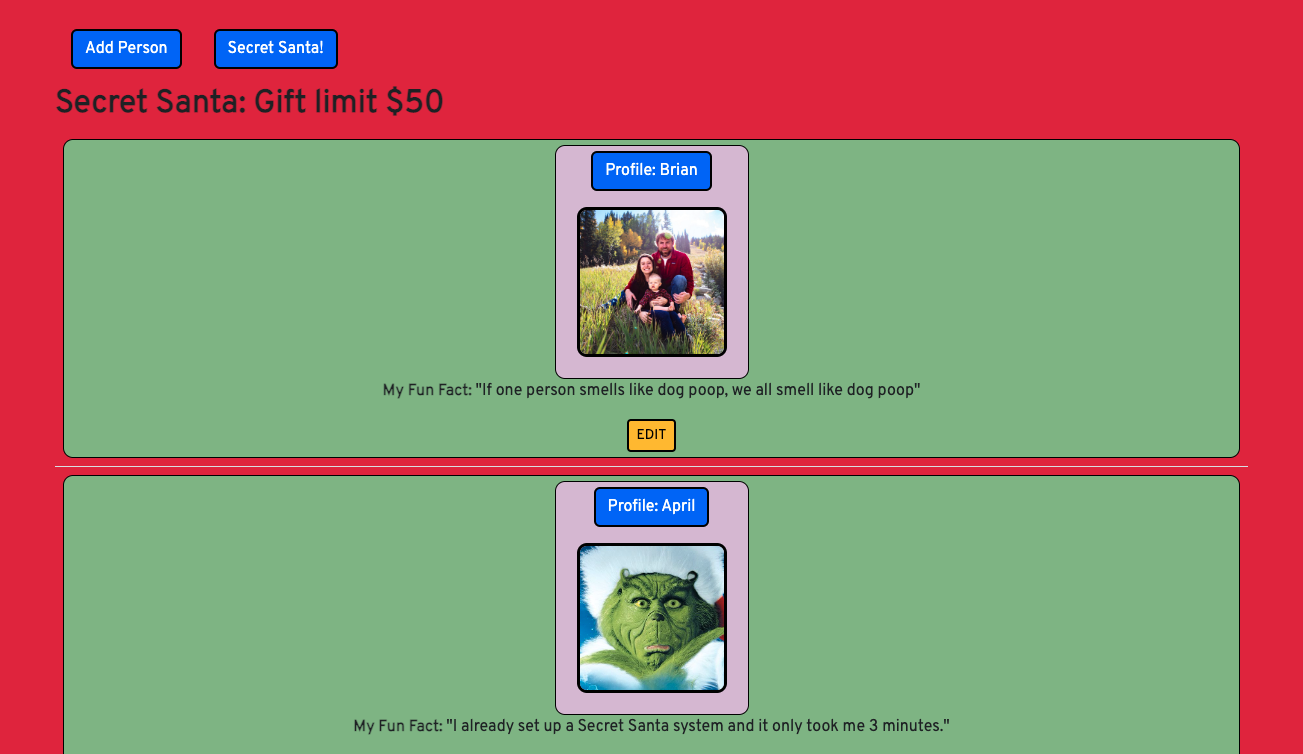 Add Person
Secret Santa!
Secret Santa: Gift limit $50
Profile: Brian
My Fun Fact: "If one person smells like dog poop, we all smell like dog poop"
EDIT
Profile: April
My Fun Fact: "I already set up a Secret Santa system and it only took me 3 minutes."